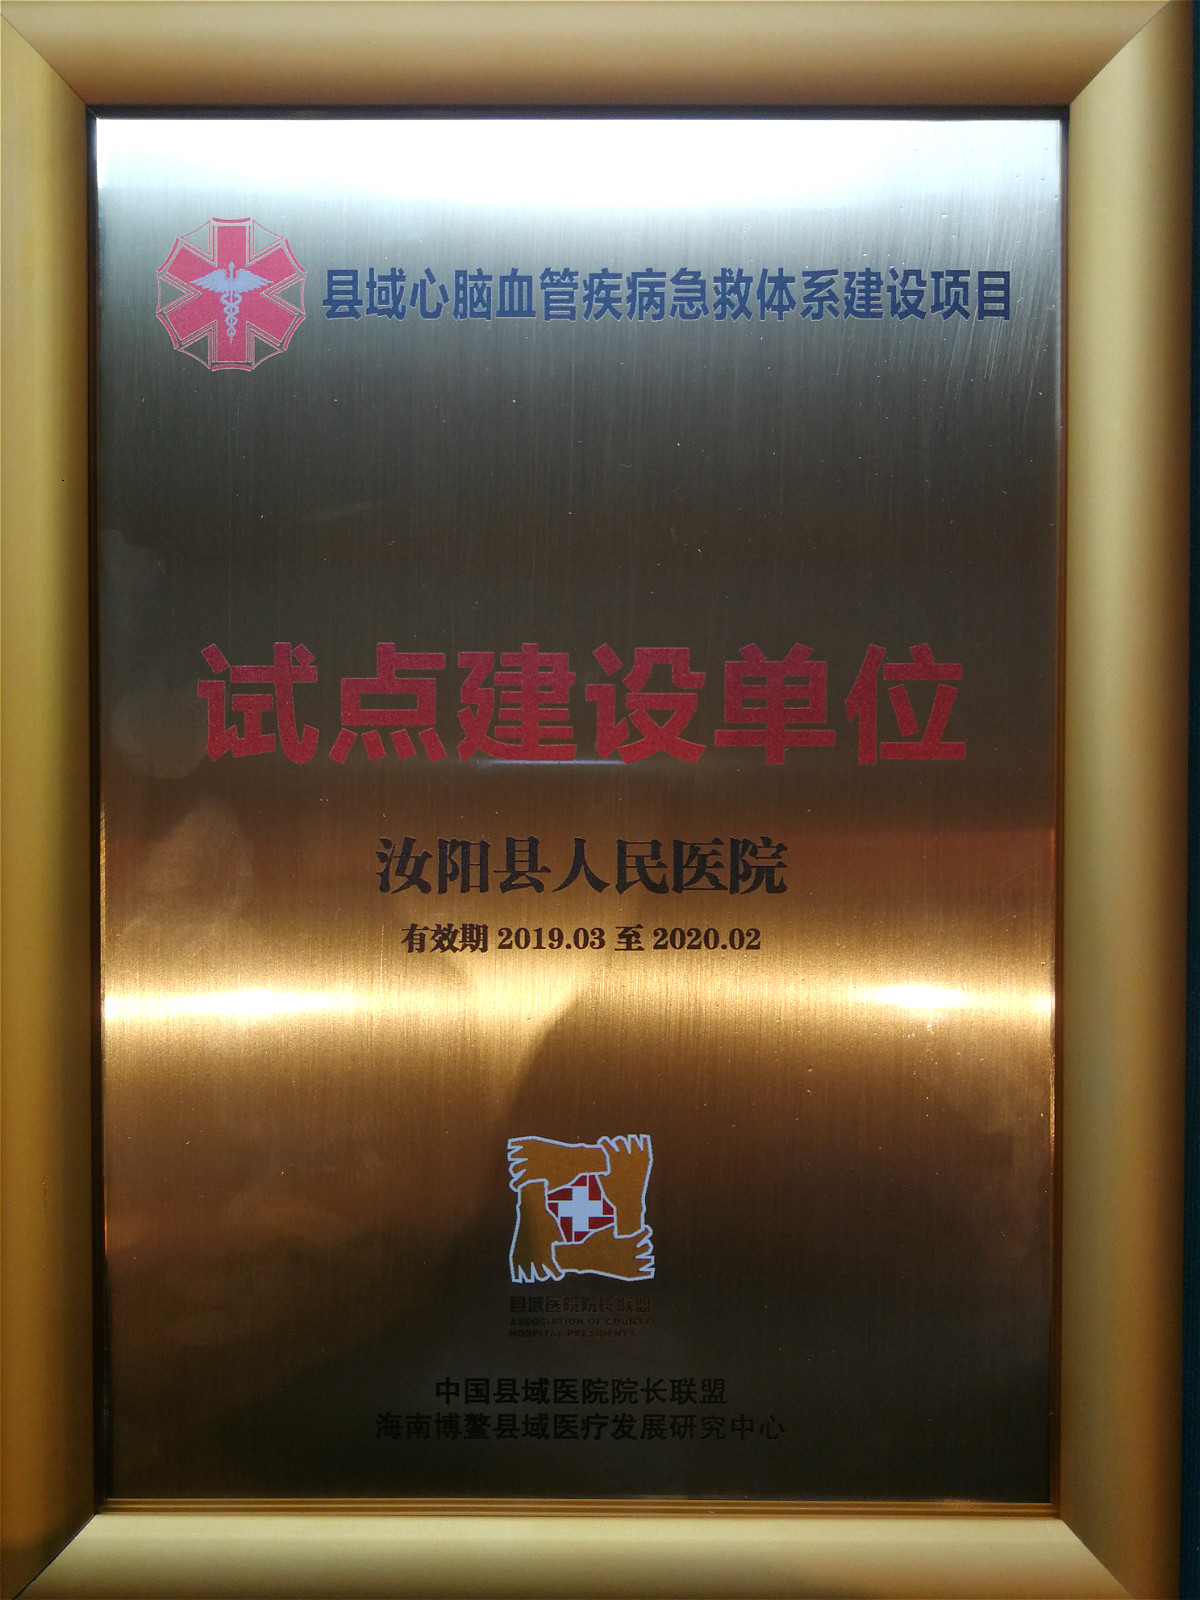 县域心脑血管疾病急救体系建设项目
试点建设单位
汝阳县人民医院
有效期 2019.03 至 2020.02
县域医院院长联盟
ASSOCIATION OF COUNTY
HOSPITAL PRESIDENTS
中国县域医院院长联盟
海南博鳌县域医疗发展研究中心